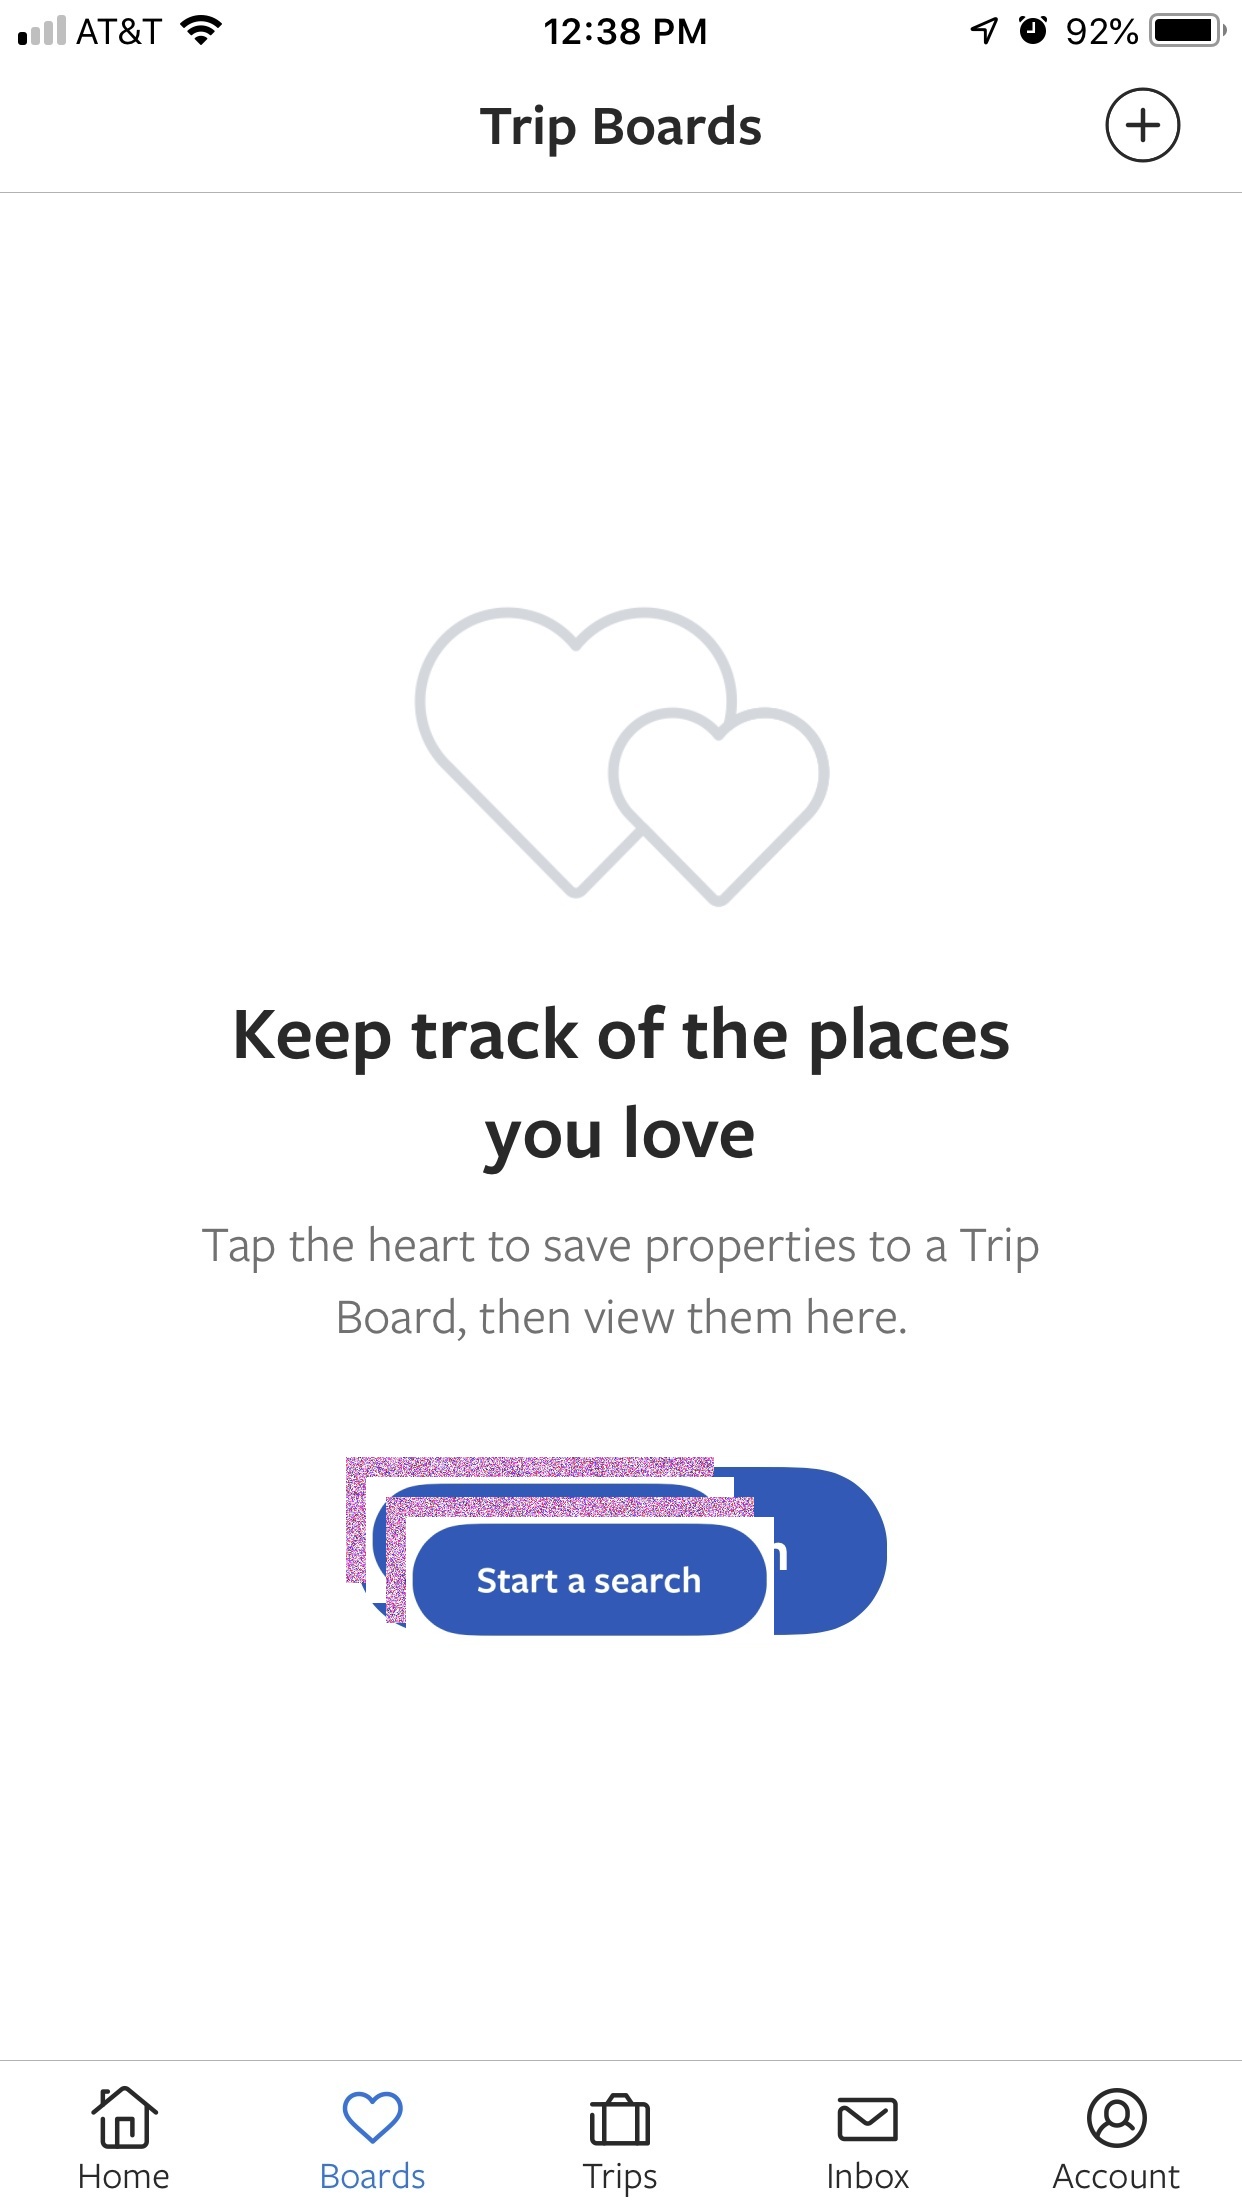 AT&T 12:38 PM 92%
Trip Boards
Keep track of the places
you love
Tap the heart to save properties to a Trip
Board, then view them here.
Start a search
Home Boards Trips Inbox Account